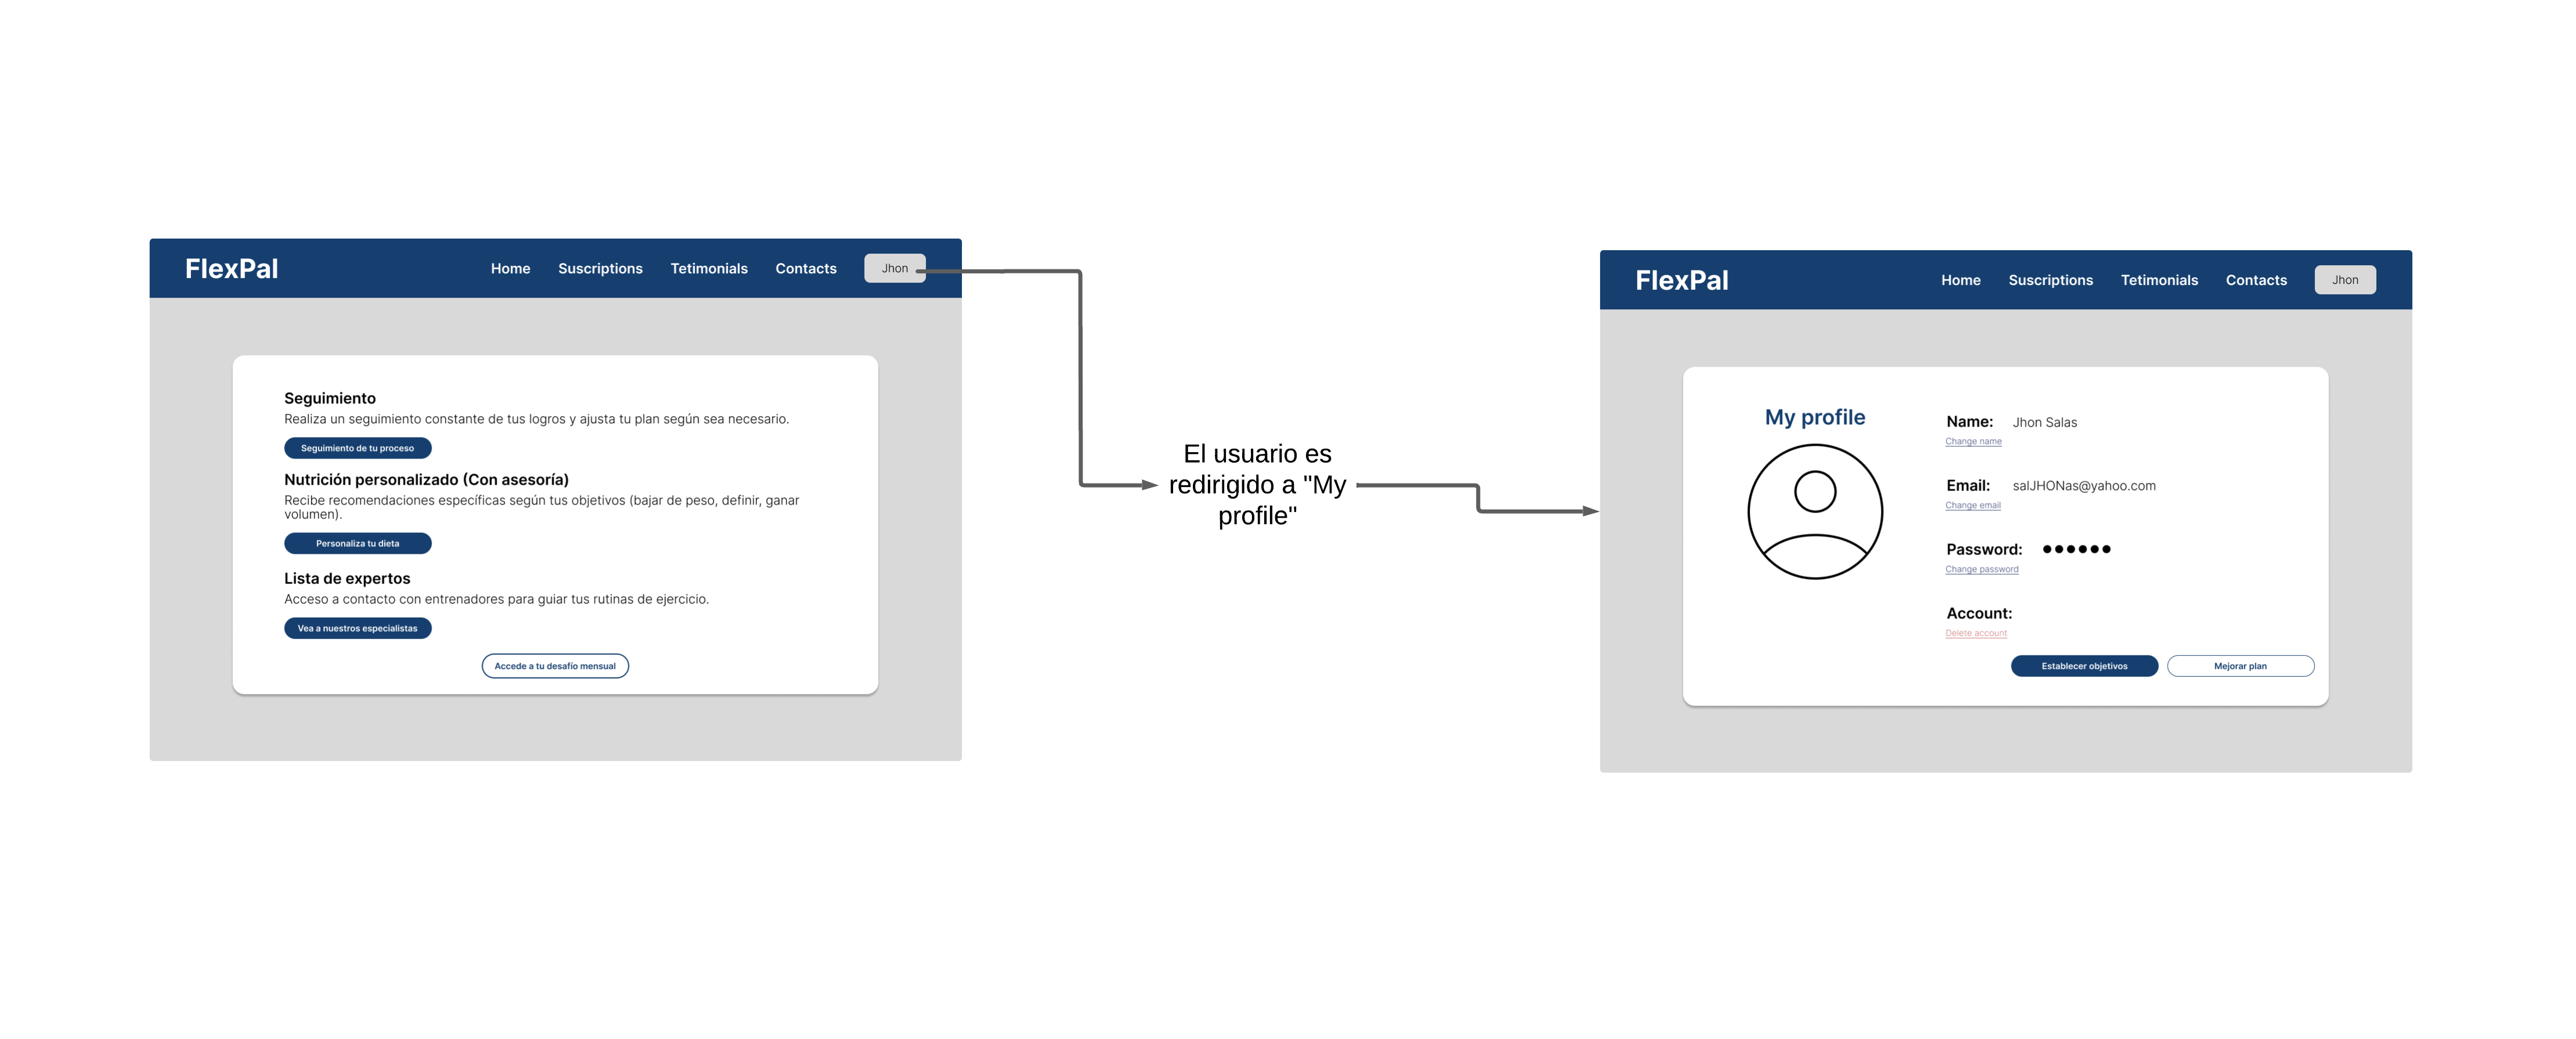 FlexPal
Home Suscriptions Tetimonials Contacts Jhon
Seguimiento
Realiza un seguimiento constante de tus logros y ajusta tu plan según sea necesario.
Seguimiento de tu proceso
Nutrición personalizado (Con asesoría)
Recibe recomendaciones específicas según tus objetivos (bajar de peso, definir, ganar
volumen).
Personaliza tu dieta
Lista de expertos
Acceso a contacto con entrenadores para guiar tus rutinas de ejercicio.
Vea a nuestros especialistas
Accede a tu desafío mensual
El usuario es
redirigido a "My
profile"
FlexPal
Home Suscriptions Tetimonials Contacts Jhon
My profile
Name: Jhon Salas
Change name
Email: salJHONas@yahoo.com
Change email
Password: ●●●●●●
Change password
Account:
Delete account
Establecer objetivos Mejorar plan